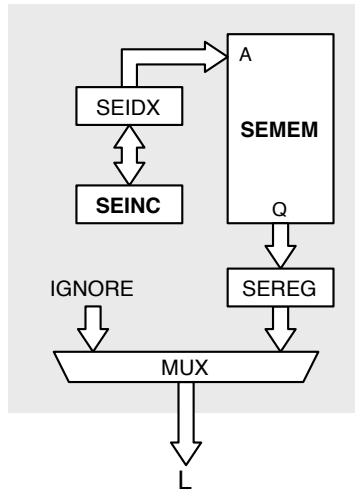 A
SEIDX
SEMEM
SEINC
Q
IGNORE
SEREG
MUX
L